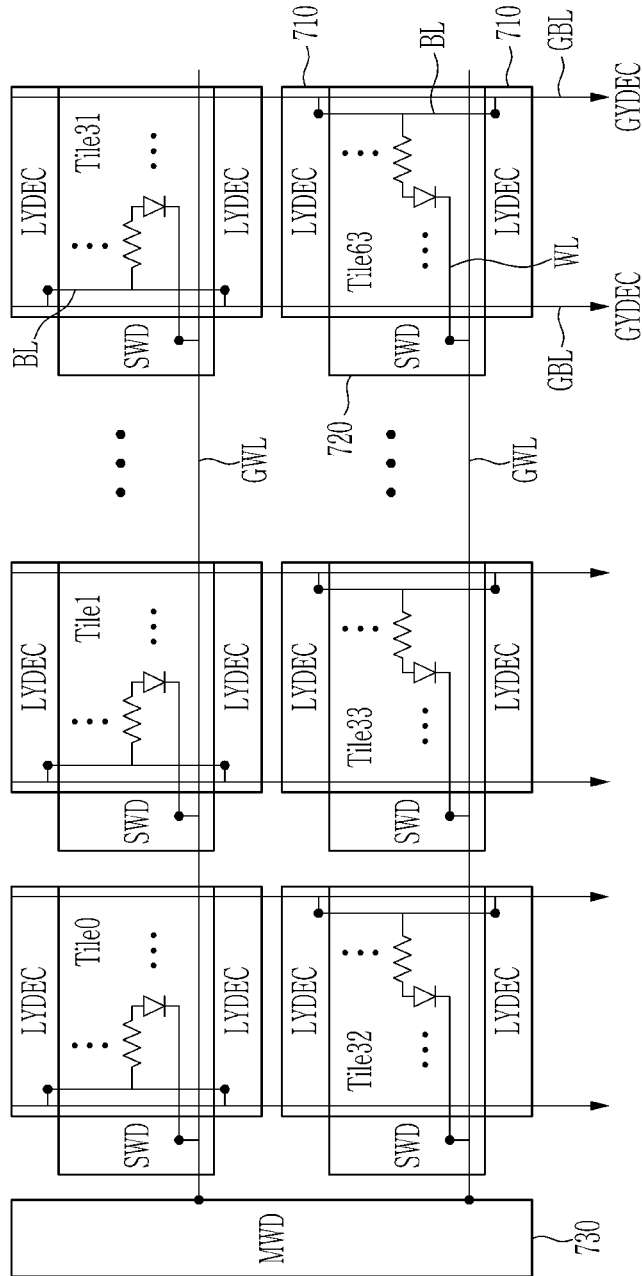 LYDEC LYDEC BL LYDEC
Tile0 Tile1 Tile31
SWD SWD SWD
LYDEC LYDEC GWL LYDEC
MWD
LYDEC LYDEC LYDEC 710
720
Tile32 Tile33 Tile63
SWD SWD SWD BL
WL
LYDEC LYDEC GWL LYDEC 710
730 GBL GBL
GYDEC GYDEC